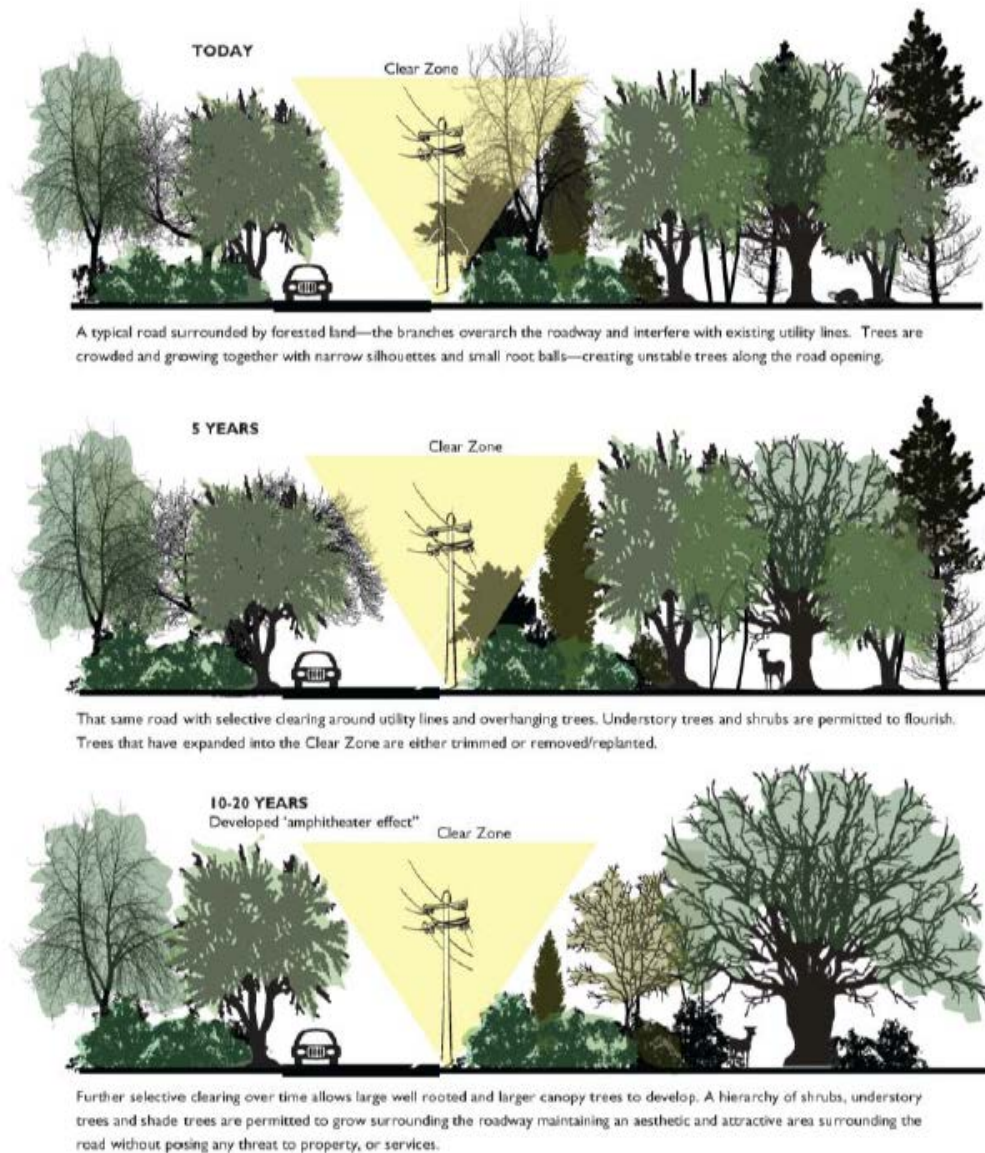 TODAY
Clear Zone
A typical road surrounded by forested land—the branches overarch the roadway and interfere with existing utility lines. Trees are
crowded and growing together with narrow silhouettes and small root balls—creating unstable trees along the road opening.
5 YEARS
Clear Zone
That same road with selective clearing around utility lines and overhanging trees. Understory trees and shrubs are permitted to flourish.
Trees that have expanded into the Clear Zone are either trimmed or removed/replanted.
10-20 YEARS
Developed 'amphitheater effect"
Clear Zone
Further selective clearing over time allows large well rooted and larger canopy trees to develop. A hierarchy of shrubs, understory
trees and shade trees are permitted to grow surrounding the roadway maintaining an aesthetic and attractive area surrounding the
road without posing any threat to property, or services.